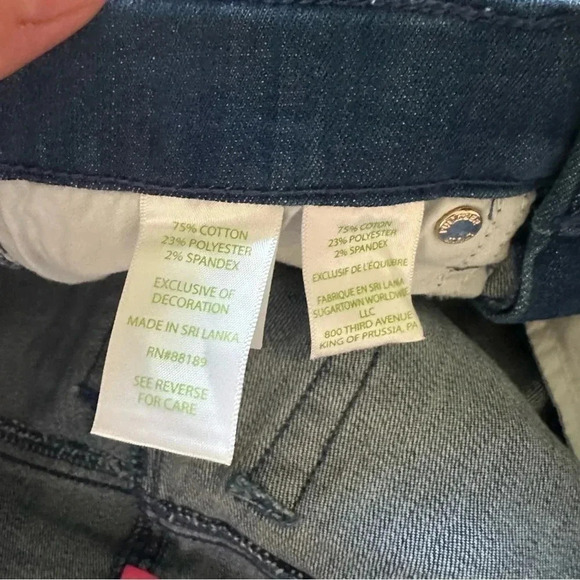 75% COTTON
23% POLYESTER
2% SPANDEX
EXCLUSIVE OF
DECORATION
MADE IN SRI LANKA
RN#88189
SEE REVERSE
FOR CARE
75% COTON
23% POLYESTER
2% SPANDEX
EXCLUSIF DE L'ÉQUIBRE
FABRIQUE EN SRI LANA
SUGARTOWN WORLDWIDE
LLC
800 THIRD AVENUE
KING OF PRUSSIA, PA